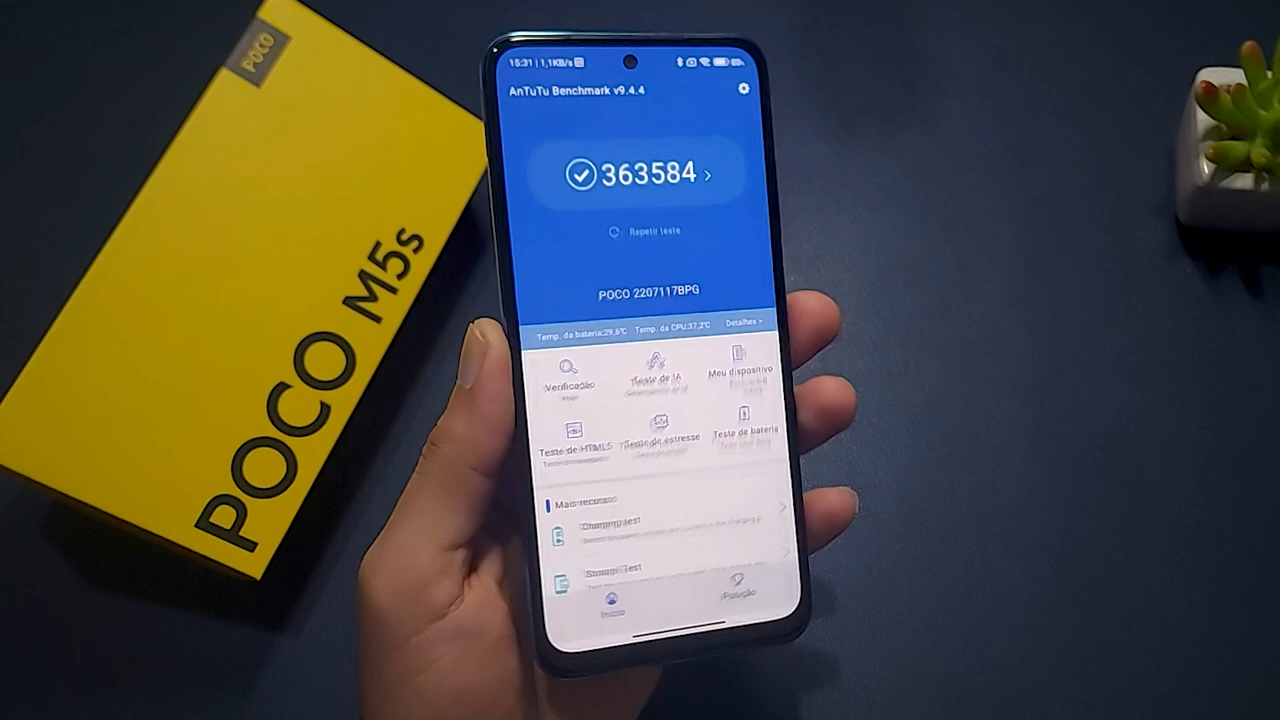 POCO
POCO M5s
15:31 | 1,1KB/s
AnTuTu Benchmark v9.4.4
363584
Repetir teste
POCO 2207117BPG
Temp. da bateria:29,6℃ Temp. da CPU:37,2℃ Detalhes >
Verificação Teste de IA Meu dispositivo
Teste de HTML5 Teste de estresse Teste de bateria
Mais recursos
Charging test
Storage Test
Início Posição